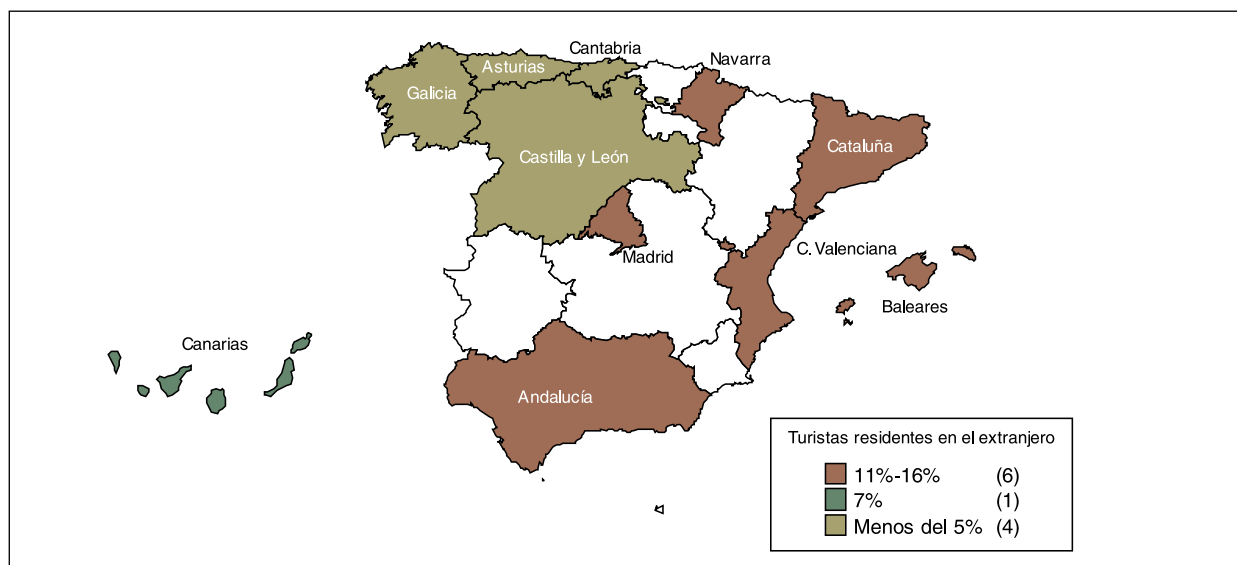 Cantabria
Navarra
Asturias
Galicia
Cataluña
Castilla y León
C. Valenciana
Madrid
Baleares
Canarias
Andalucía
Turistas residentes en el extranjero
11%-16% (6)
7% (1)
Menos del 5% (4)